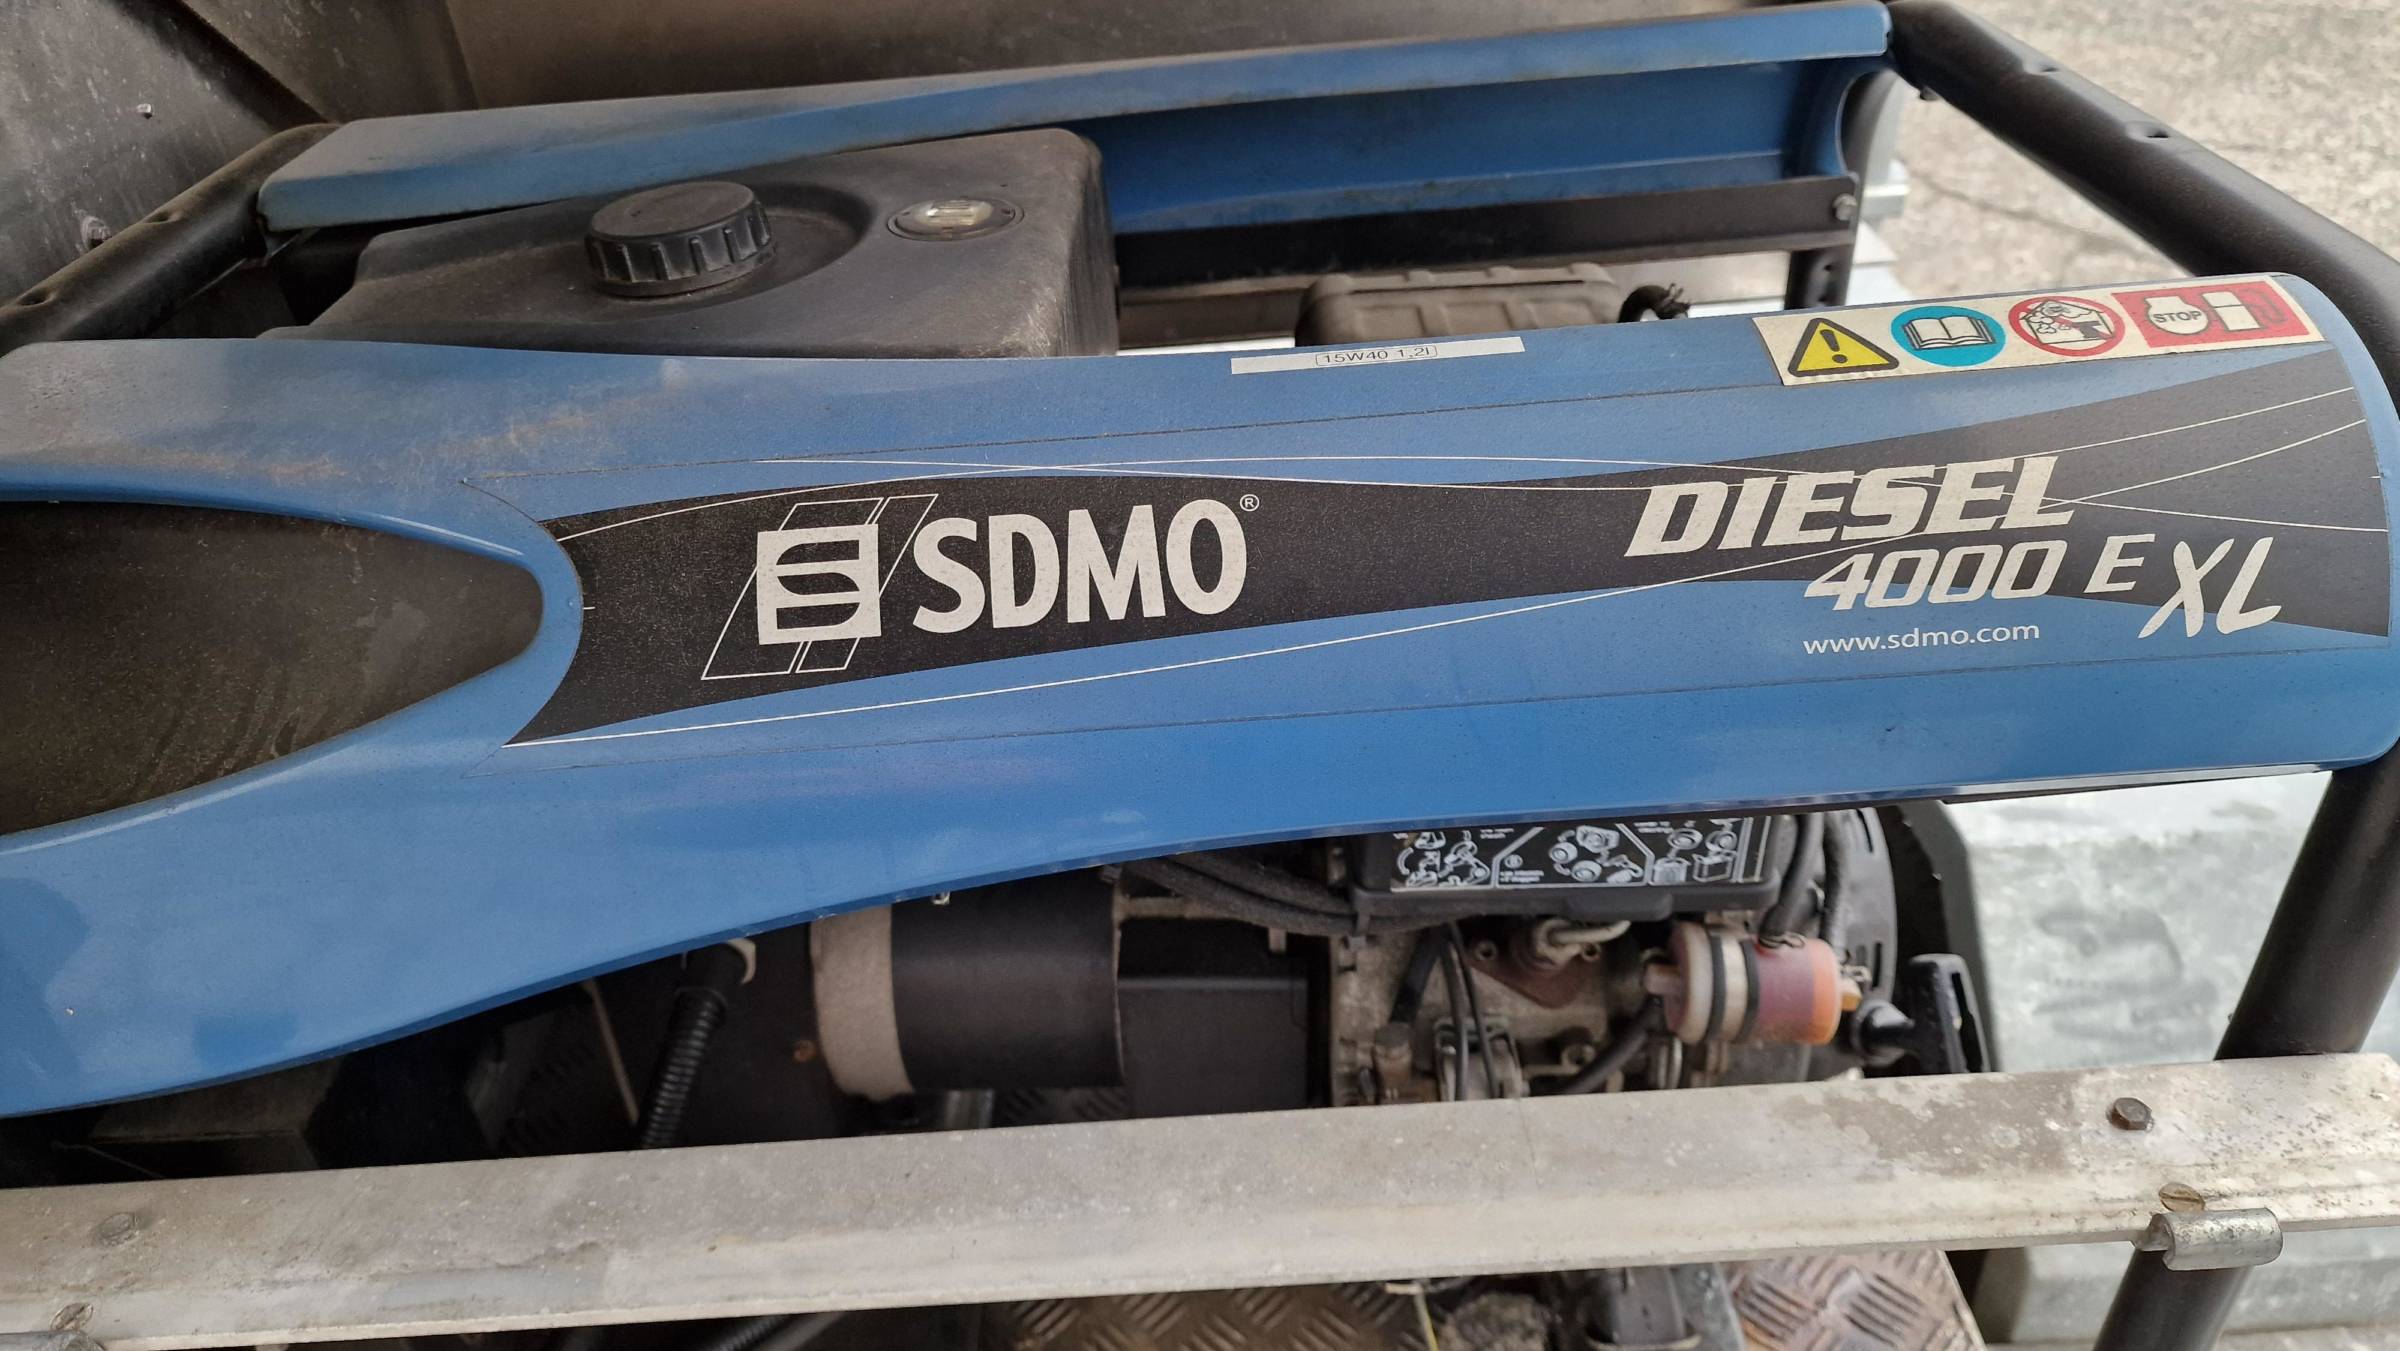 15W40 1,2l
STOP
SDMO®
DIESEL
4000 E XL
www.sdmo.com